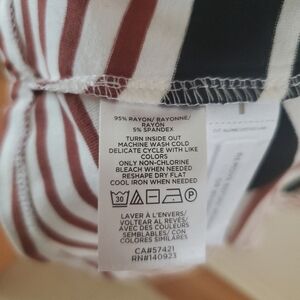 95% RAYON/ RAYONNE/
RAYON
5% SPANDEX
TURN INSIDE OUT
MACHINE WASH COLD
DELICATE CYCLE WITH LIKE
COLORS
ONLY NON-CHLORINE
BLEACH WHEN NEEDED
RESHAPE DRY FLAT
COOL IRON WHEN NEEDED
30
LAVER À L'ENVERS/
VOLTEAR AL REVÉS/
AVEC DES COULEURS
SIMILAIRES/ CON
COLORES SIMILARES
CA#57421
RN#140923